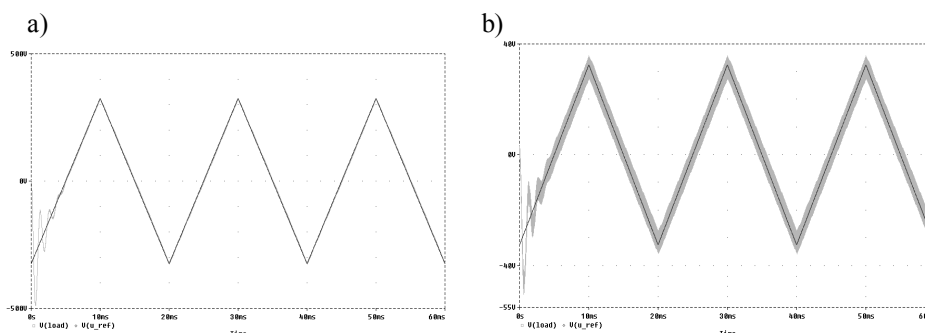 a)
500V
0V
-500V
0s 10ms 20ms 30ms 40ms 50ms 60ms
V(load) V(u_ref)
b)
40V
0V
-40V
-55V
0s 10ms 20ms 30ms 40ms 50ms
V(load) V(u_ref)